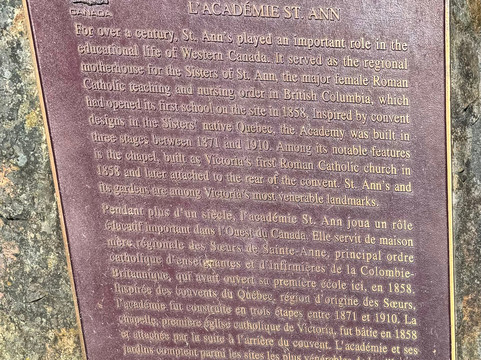 CANADA
L'ACADÉMIE ST. ANN
For over a century, St. Ann's played an important role in the
educational life of Western Canada. It served as the regional
motherhouse for the Sisters of St. Ann, the major female Roman
Catholic teaching and nursing order in British Columbia, which
had opened its first school on the site in 1858. Inspired by convent
designs in the Sisters' native Quebec, the Academy was built in
three stages between 1871 and 1910. Among its notable features
is the chapel, built as Victoria's first Roman Catholic church in
1858 and later attached to the rear of the convent. St. Ann's and
its gardens are among Victoria's most venerable landmarks.
Pendant plus d'un siècle, l'académie St. Ann joua un rôle
éducatif important dans l'Ouest du Canada. Elle servit de maison
mère régionale des Sœurs de Sainte-Anne, principal ordre
catholique d'enseignantes et d'infirmières de la Colombie-
Britannique, qui avait ouvert sa première école ici, en 1858.
Inspirée des couvents du Québec, région d'origine des Sœurs,
l'académie fut construite en trois étapes entre 1871 et 1910. La
chapelle, première église catholique de Victoria, fut bâtie en 1858
et attachée par la suite à l'arrière du couvent. L'académie et ses
jardins comptent parmi les sites les plus vénérables de